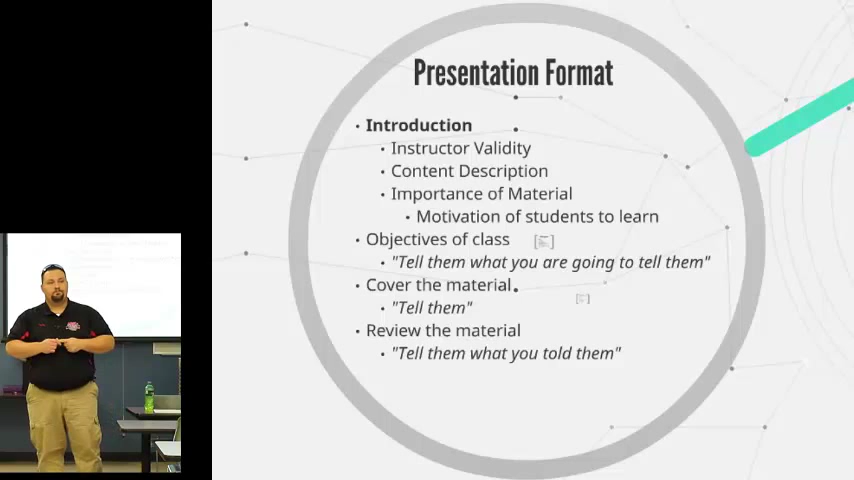 Presentation Format
• Introduction
• Instructor Validity
• Content Description
• Importance of Material
• Motivation of students to learn
• Objectives of class
• "Tell them what you are going to tell them"
• Cover the material
• "Tell them"
• Review the material
• "Tell them what you told them"